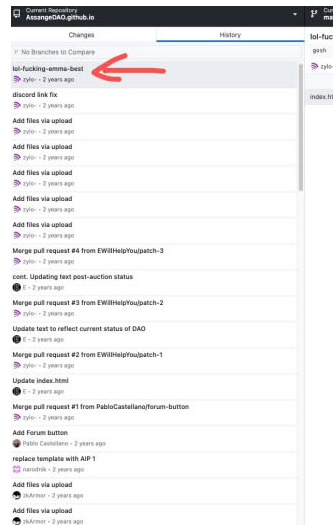 Current Repository
AssangeDAO.github.io
Changes
History
No Branches to Compare
lol-fucking-emma-best
zylo- • 2 years ago
discord link fix
zylo- • 2 years ago
Add files via upload
zylo- • 2 years ago
Add files via upload
zylo- • 2 years ago
Add files via upload
zylo- • 2 years ago
Add files via upload
zylo- • 2 years ago
Add files via upload
zylo- • 2 years ago
Merge pull request #4 from EWillHelpYou/patch-3
zylo- • 2 years ago
cont. Updating text post-auction status
E • 2 years ago
Merge pull request #3 from EWillHelpYou/patch-2
zylo- • 2 years ago
Update text to reflect current status of DAO
E • 2 years ago
Merge pull request #2 from EWillHelpYou/patch-1
zylo- • 2 years ago
Update index.html
E • 2 years ago
Merge pull request #1 from PabloCastellano/forum-button
zylo- • 2 years ago
Add Forum button
Pablo Castellano • 2 years ago
replace template with AIP 1
narodnik • 2 years ago
Add files via upload
zkArmor • 2 years ago
Add files via upload
zkArmor • 2 years ago
Cur
ma
lol-fuc
gosh
zylo-
index.ht